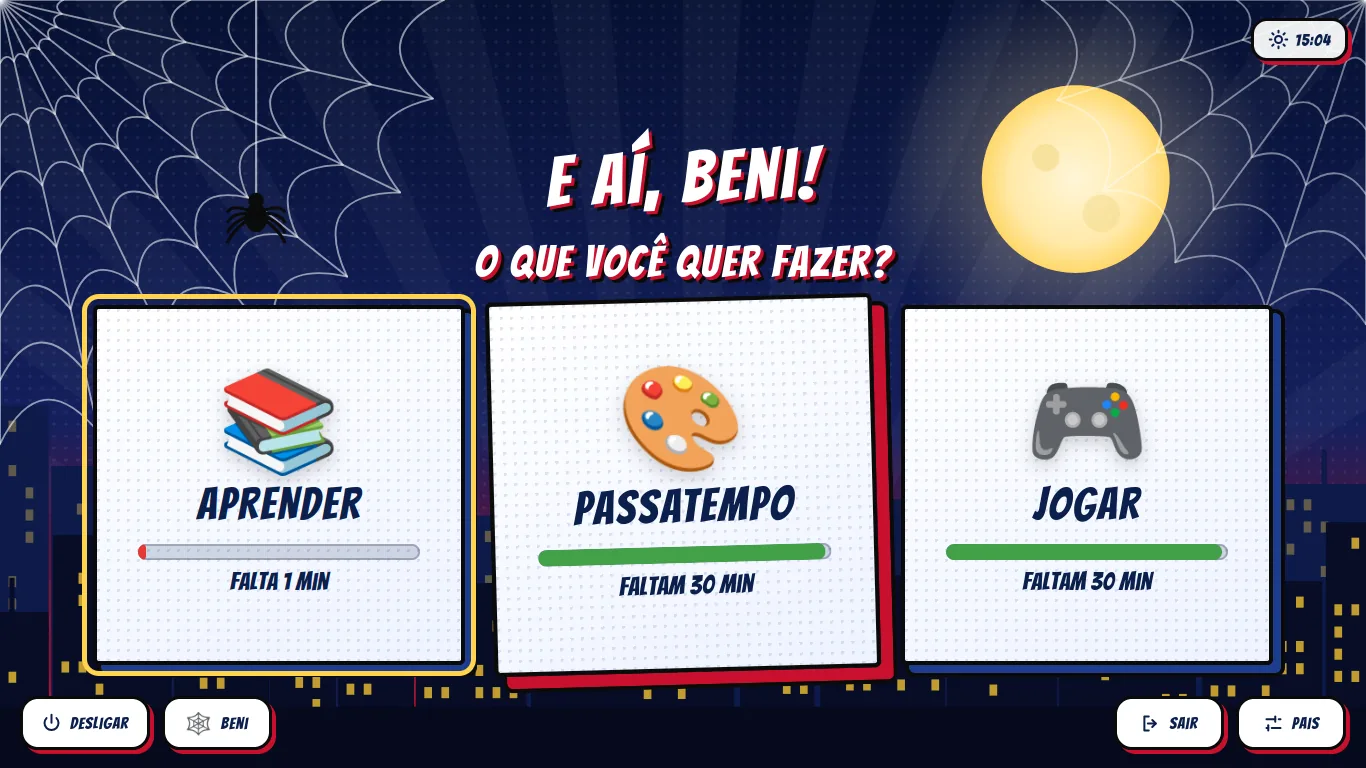 15:04
E AÍ, BENI!
O QUE VOCÊ QUER FAZER?
APRENDER
FALTA 1 MIN
PASSATEMPO
FALTAM 30 MIN
JOGAR
FALTAM 30 MIN
DESLIGAR
BENI
SAIR
PAIS